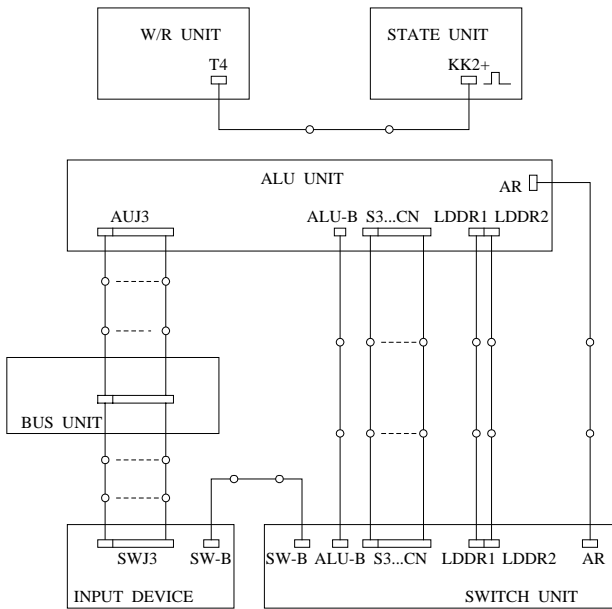 W/R UNIT
STATE UNIT
T4
KK2+
ALU UNIT
AR
AUJ3
ALU-B S3...CN LDDR1 LDDR2
BUS UNIT
SWJ3 SW-B
SW-B ALU-B S3...CN LDDR1 LDDR2 AR
INPUT DEVICE
SWITCH UNIT